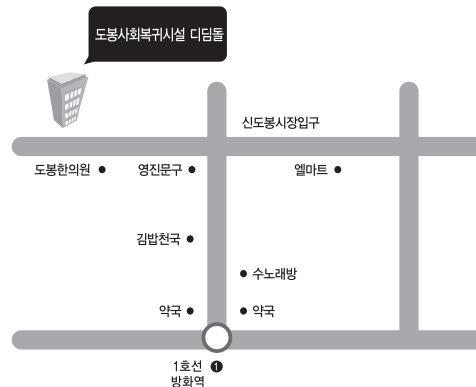 도봉사회복귀시설 디딤돌
신도봉시장입구
도봉한의원
영진문구
엘마트
김밥천국
수노래방
약국
약국
1호선 1
방화역